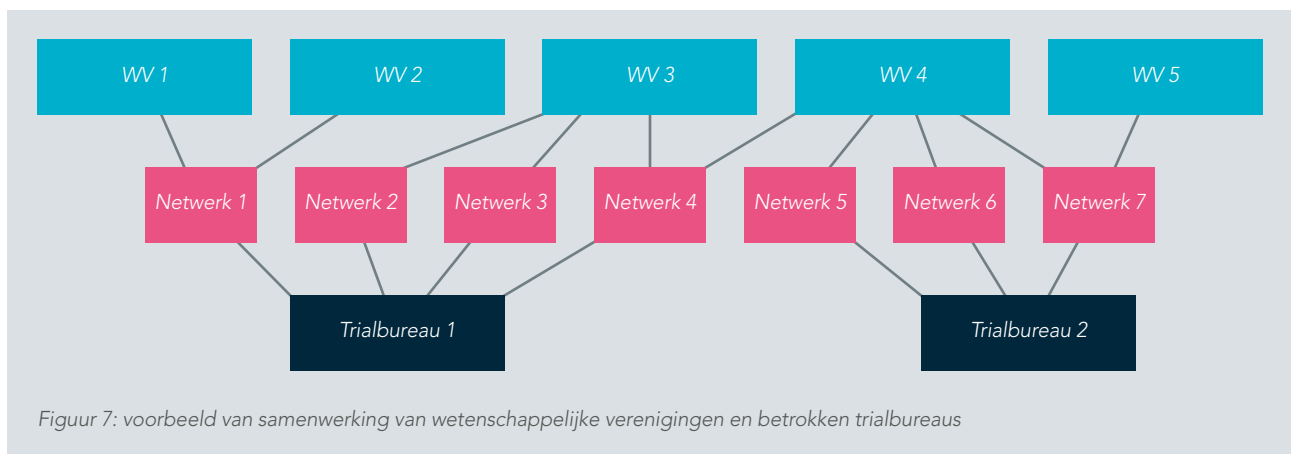 WV 1
WV 2
WV 3
WV 4
WV 5
Netwerk 1
Netwerk 2
Netwerk 3
Netwerk 4
Netwerk 5
Netwerk 6
Netwerk 7
Trialbureau 1
Trialbureau 2
Figuur 7: voorbeeld van samenwerking van wetenschappelijke verenigingen en betrokken trialbureaus